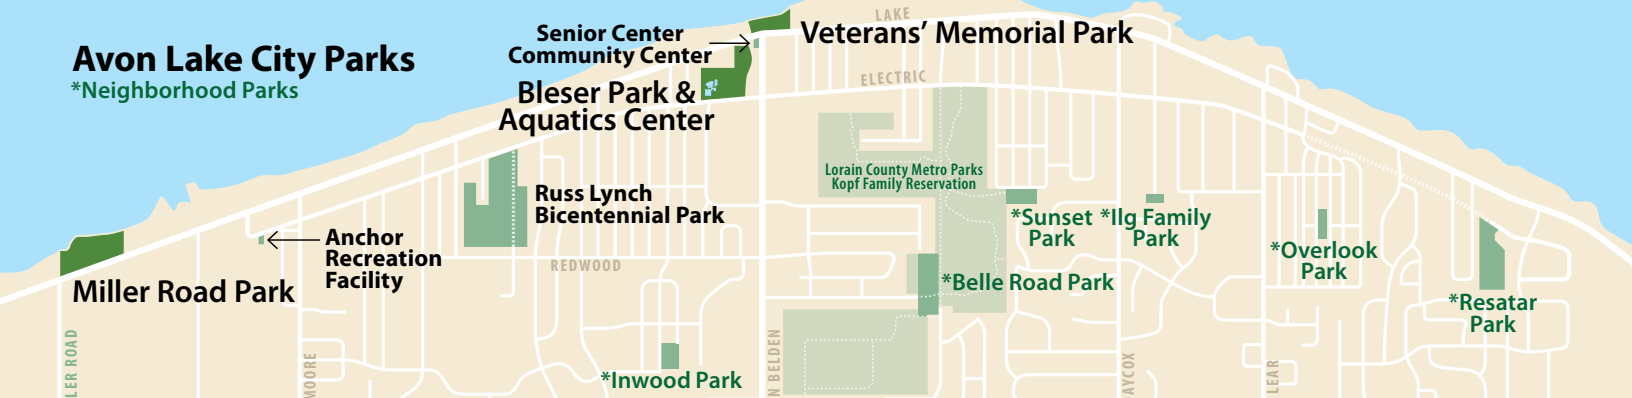 Avon Lake City Parks
*Neighborhood Parks
Senior Center
Community Center
Veterans’ Memorial Park
LAKE
ELECTRIC
Bleser Park &
Aquatics Center
Lorain County Metro Parks
Kopf Family Reservation
Russ Lynch
Bicentennial Park
*Sunset
Park
*Ilg Family
Park
Anchor
Recreation
Facility
*Overlook
Park
REDWOOD
*Belle Road Park
Miller Road Park
*Resatar
Park
*Inwood Park
LER ROAD
MOORE
N BELDEN
AYCOX
LEAR